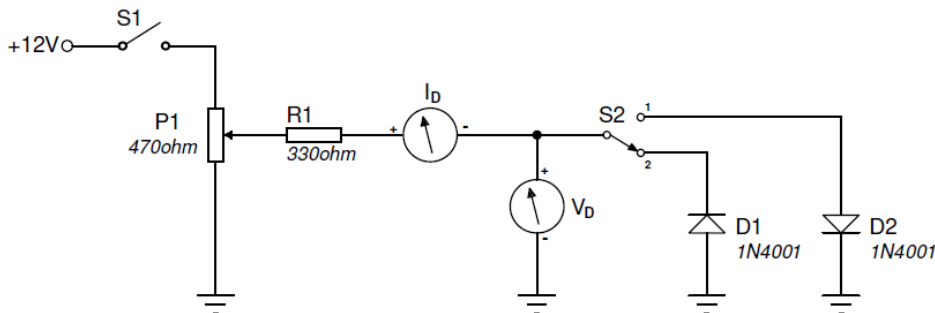 S1
+12V
P1
470ohm
R1
330ohm
+
I_D
-
S2
1
2
+
V_D
-
D1
1N4001
D2
1N4001